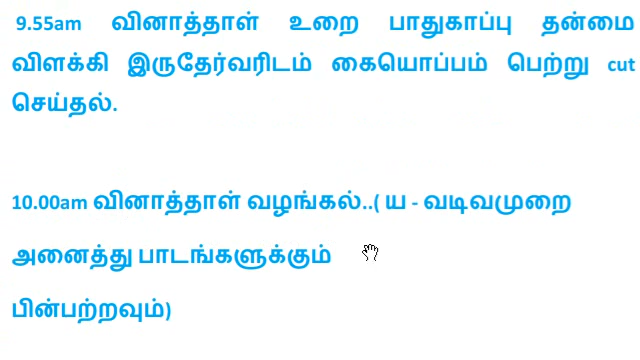 9.55am வினாத்தாள் உறை பாதுகாப்பு தன்மை
விளக்கி இருதேர்வரிடம் கையொப்பம் பெற்று cut
செய்தல்.
10.00am வினாத்தாள் வழங்கல்..( ய - வடிவமுறை
அனைத்து பாடங்களுக்கும்
பின்பற்றவும்)